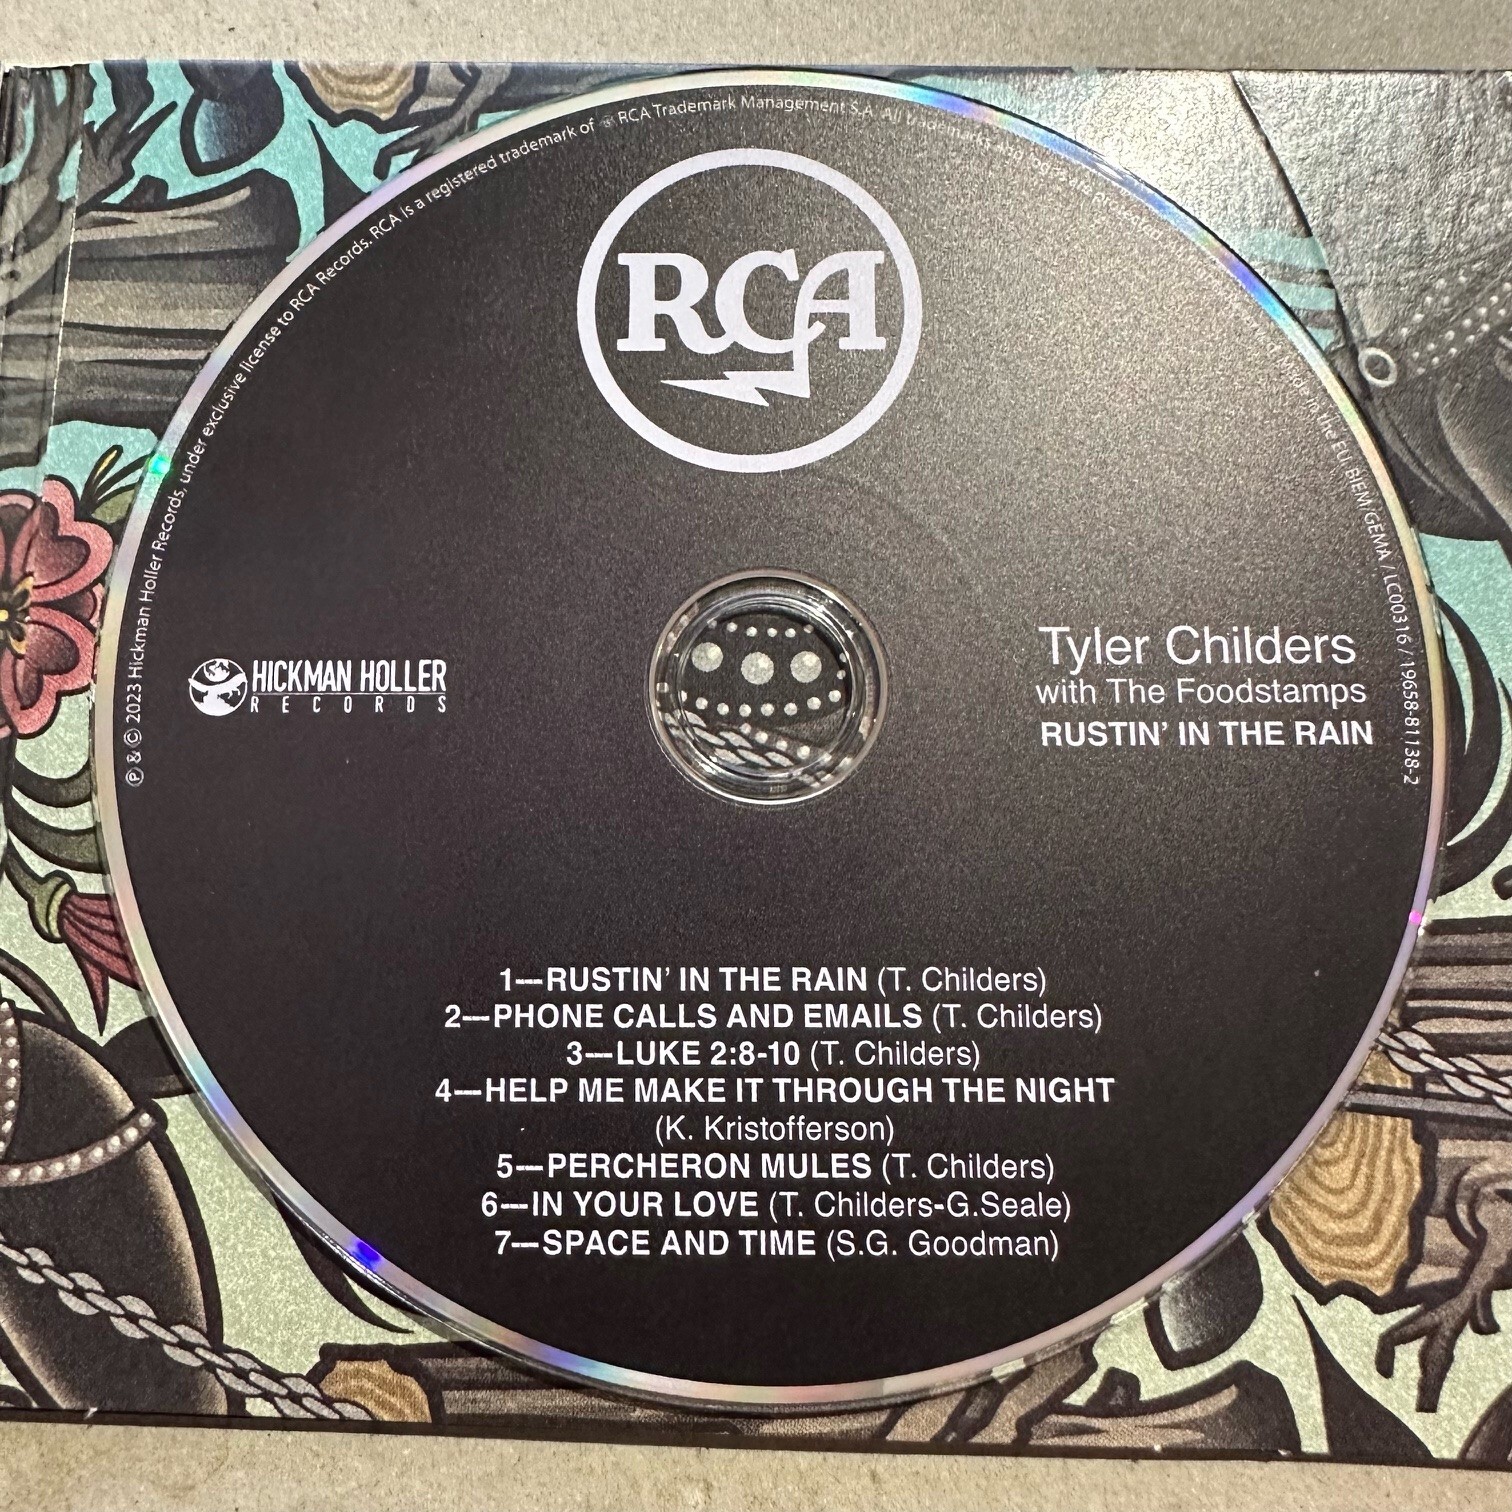 ℗ & © 2023 Hickman Holler Records, under exclusive license to RCA Records. RCA is a registered trademark of RCA Trademark Management S.A. All trademarks and Made in the EU. BIEM/GEMA / LC00316 / 19658-81138-2
RCA
HICKMAN HOLLER
RECORDS
Tyler Childers
with The Foodstamps
RUSTIN' IN THE RAIN
1—RUSTIN' IN THE RAIN (T. Childers)
2—PHONE CALLS AND EMAILS (T. Childers)
3—LUKE 2:8-10 (T. Childers)
4—HELP ME MAKE IT THROUGH THE NIGHT
(K. Kristofferson)
5—PERCHERON MULES (T. Childers)
6—IN YOUR LOVE (T. Childers-G.Seale)
7—SPACE AND TIME (S.G. Goodman)